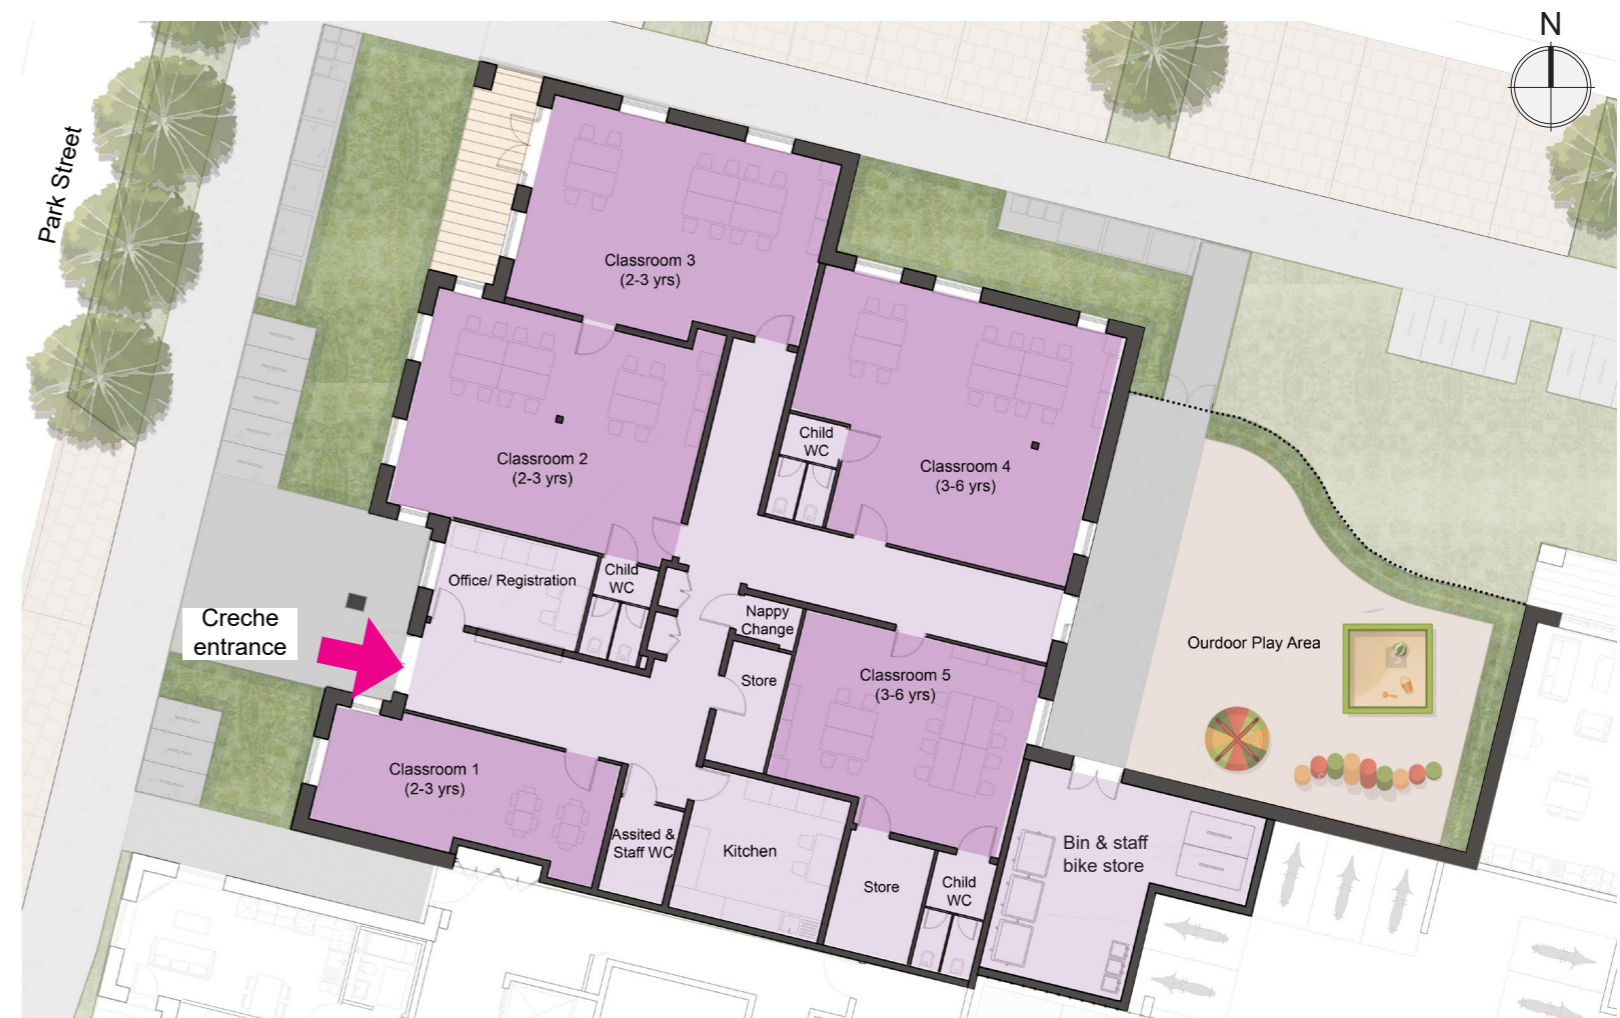 N
Park Street
Classroom 3
(2-3 yrs)
Classroom 2
(2-3 yrs)
Child
WC
Classroom 4
(3-6 yrs)
Office/ Registration
Child
WC
Nappy
Change
Creche
entrance
Store
Classroom 5
(3-6 yrs)
Ourdoor Play Area
Classroom 1
(2-3 yrs)
Assited &
Staff WC
Kitchen
Store
Child
WC
Bin & staff
bike store